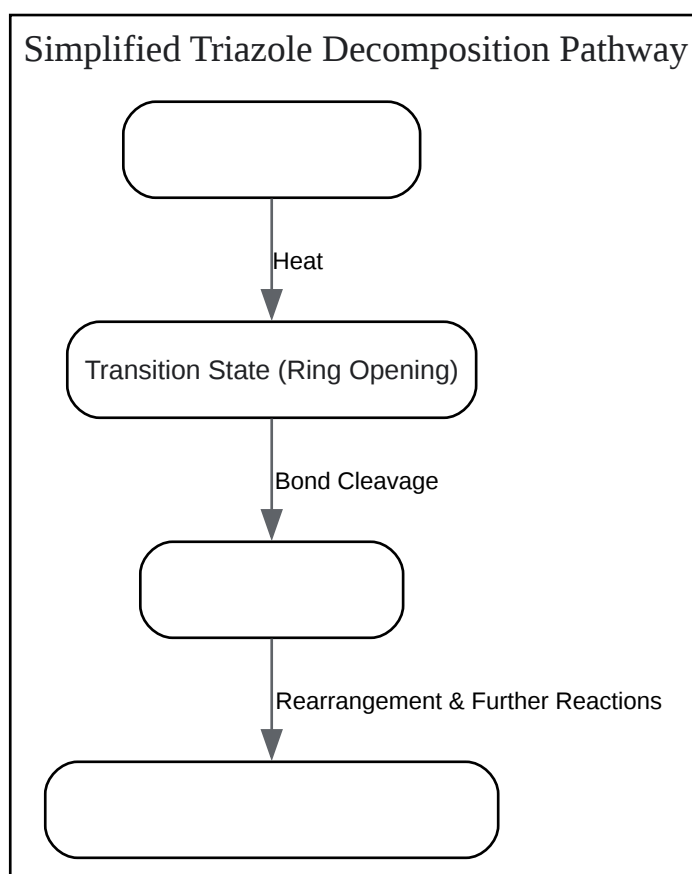 Simplified Triazole Decomposition Pathway
Heat
Transition State (Ring Opening)
Bond Cleavage
Rearrangement & Further Reactions